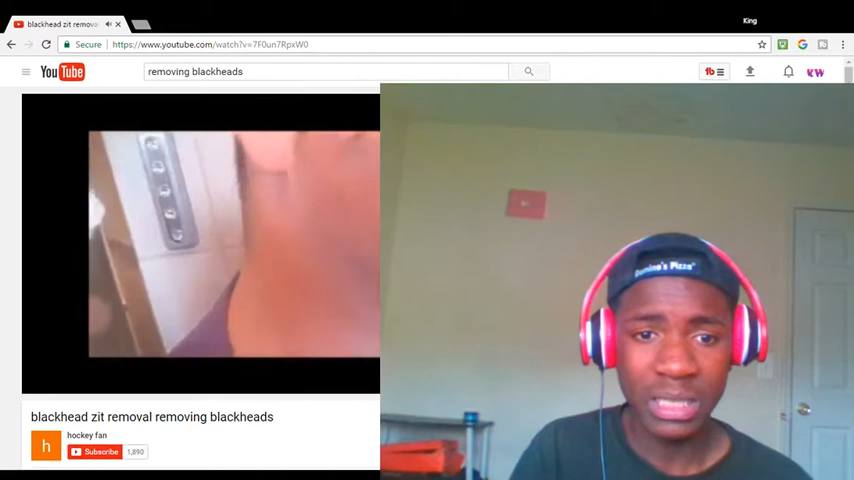 King
blackhead zit removal
Secure https://www.youtube.com/watch?v=7F0un7RpxW0
YouTube
removing blackheads
Domino's Pizza
blackhead zit removal removing blackheads
h
hockey fan
Subscribe 1,890